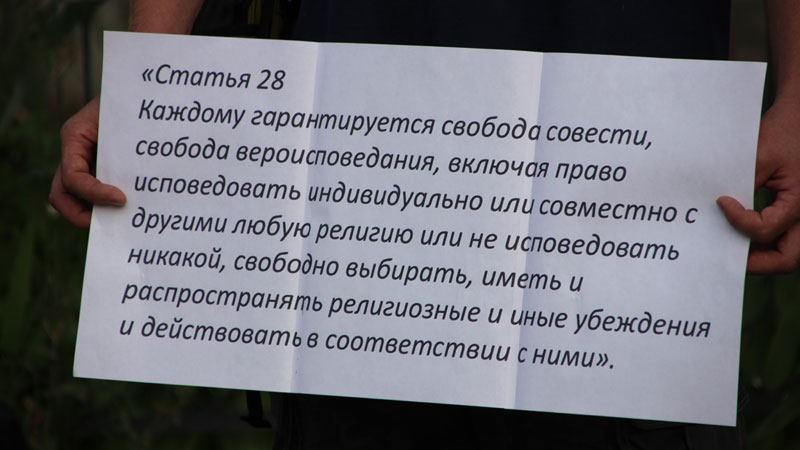 «Статья 28
Каждому гарантируется свобода совести,
свобода вероисповедания, включая право
исповедовать индивидуально или совместно с
другими любую религию или не исповедовать
никакой, свободно выбирать, иметь и
распространять религиозные и иные убеждения
и действовать в соответствии с ними».